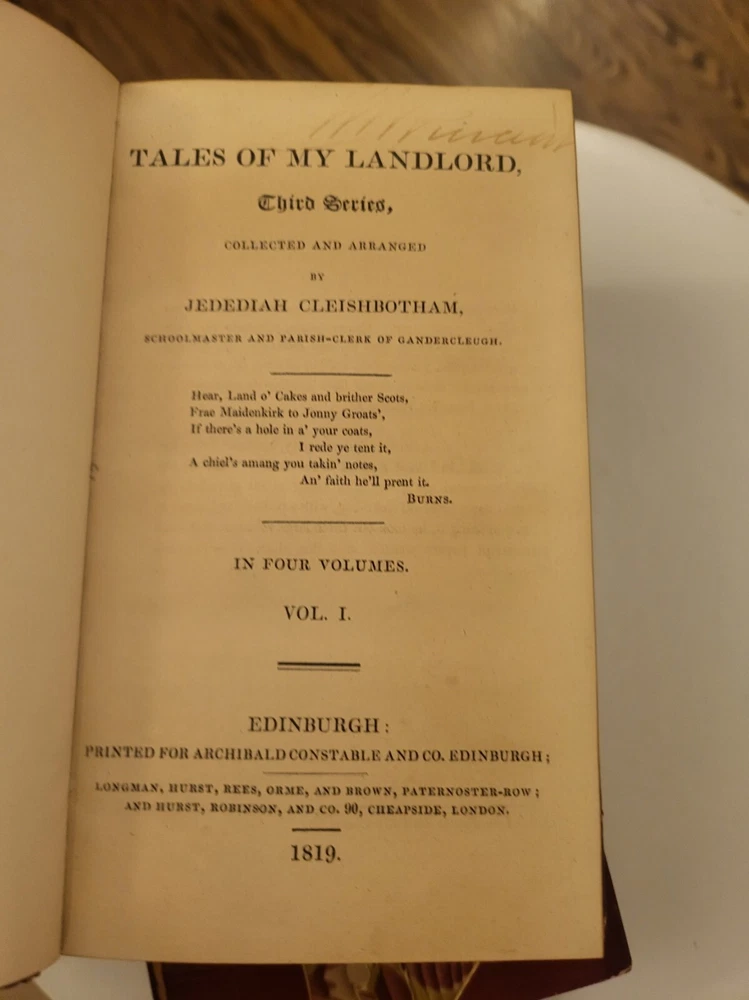 TALES OF MY LANDLORD,
Third Series,
COLLECTED AND ARRANGED
BY
JEDEDIAH CLEISHBOTHAM,
SCHOOLMASTER AND PARISH-CLERK OF GANDERCLEUGH.
Hear, Land o' Cakes and brither Scots,
Frae Maidenkirk to Jonny Groats',
If there's a hole in a' your coats,
I rede ye tent it,
A chiel's amang you takin' notes,
An' faith he'll prent it.
BURNS.
IN FOUR VOLUMES.
VOL. I.
EDINBURGH:
PRINTED FOR ARCHIBALD CONSTABLE AND CO. EDINBURGH;
LONGMAN, HURST, REES, ORME, AND BROWN, PATERNOSTER-ROW;
AND HURST, ROBINSON, AND CO. 90, CHEAPSIDE, LONDON.
1819.